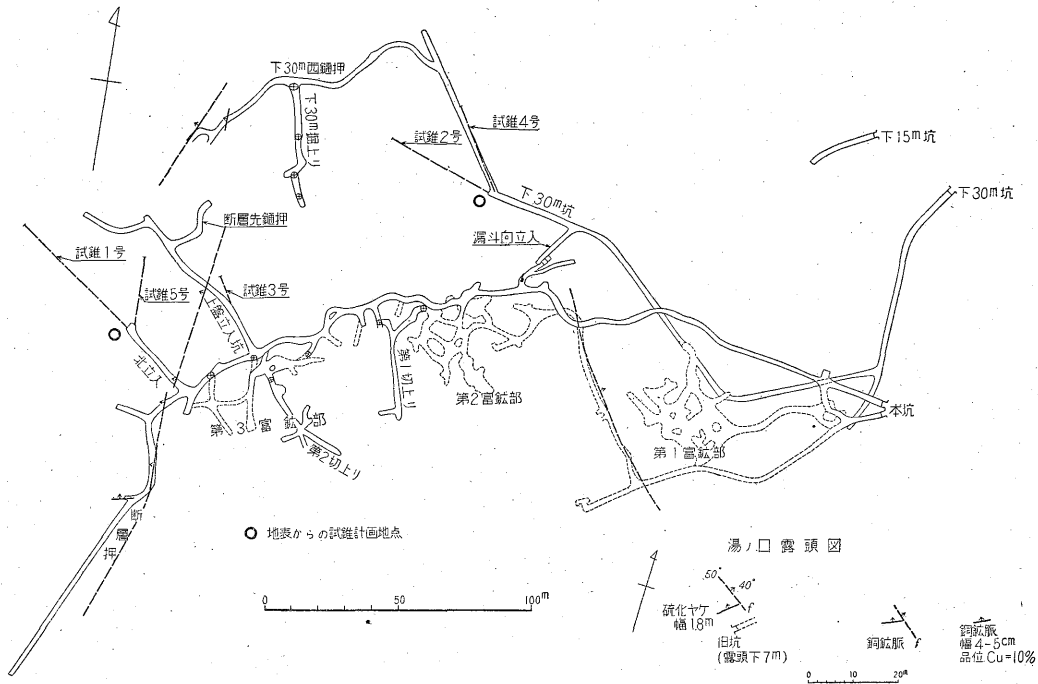 下30m西鎚押
下30m鎚上リ
試錐4号
試錐2号
下15m坑
下30m坑
下30m坑
断層先鎚押
漏斗向立入
試錐1号
試錐3号
試錐5号
上盤立入坑
北立入
第1切上リ
第2富鉱部
第3富鉱部
第2切上リ
第1富鉱部
本坑
断層押
地表からの試錐計画地点
0 50 100m
湯ノ口露頭図
50°
40°
f
硫化ヤケ
幅1.8m
旧坑
(露頭下7m)
銅鉱脈
f
銅鉱脈
幅4-5cm
品位Cu=10%
0 10 20m
4
4